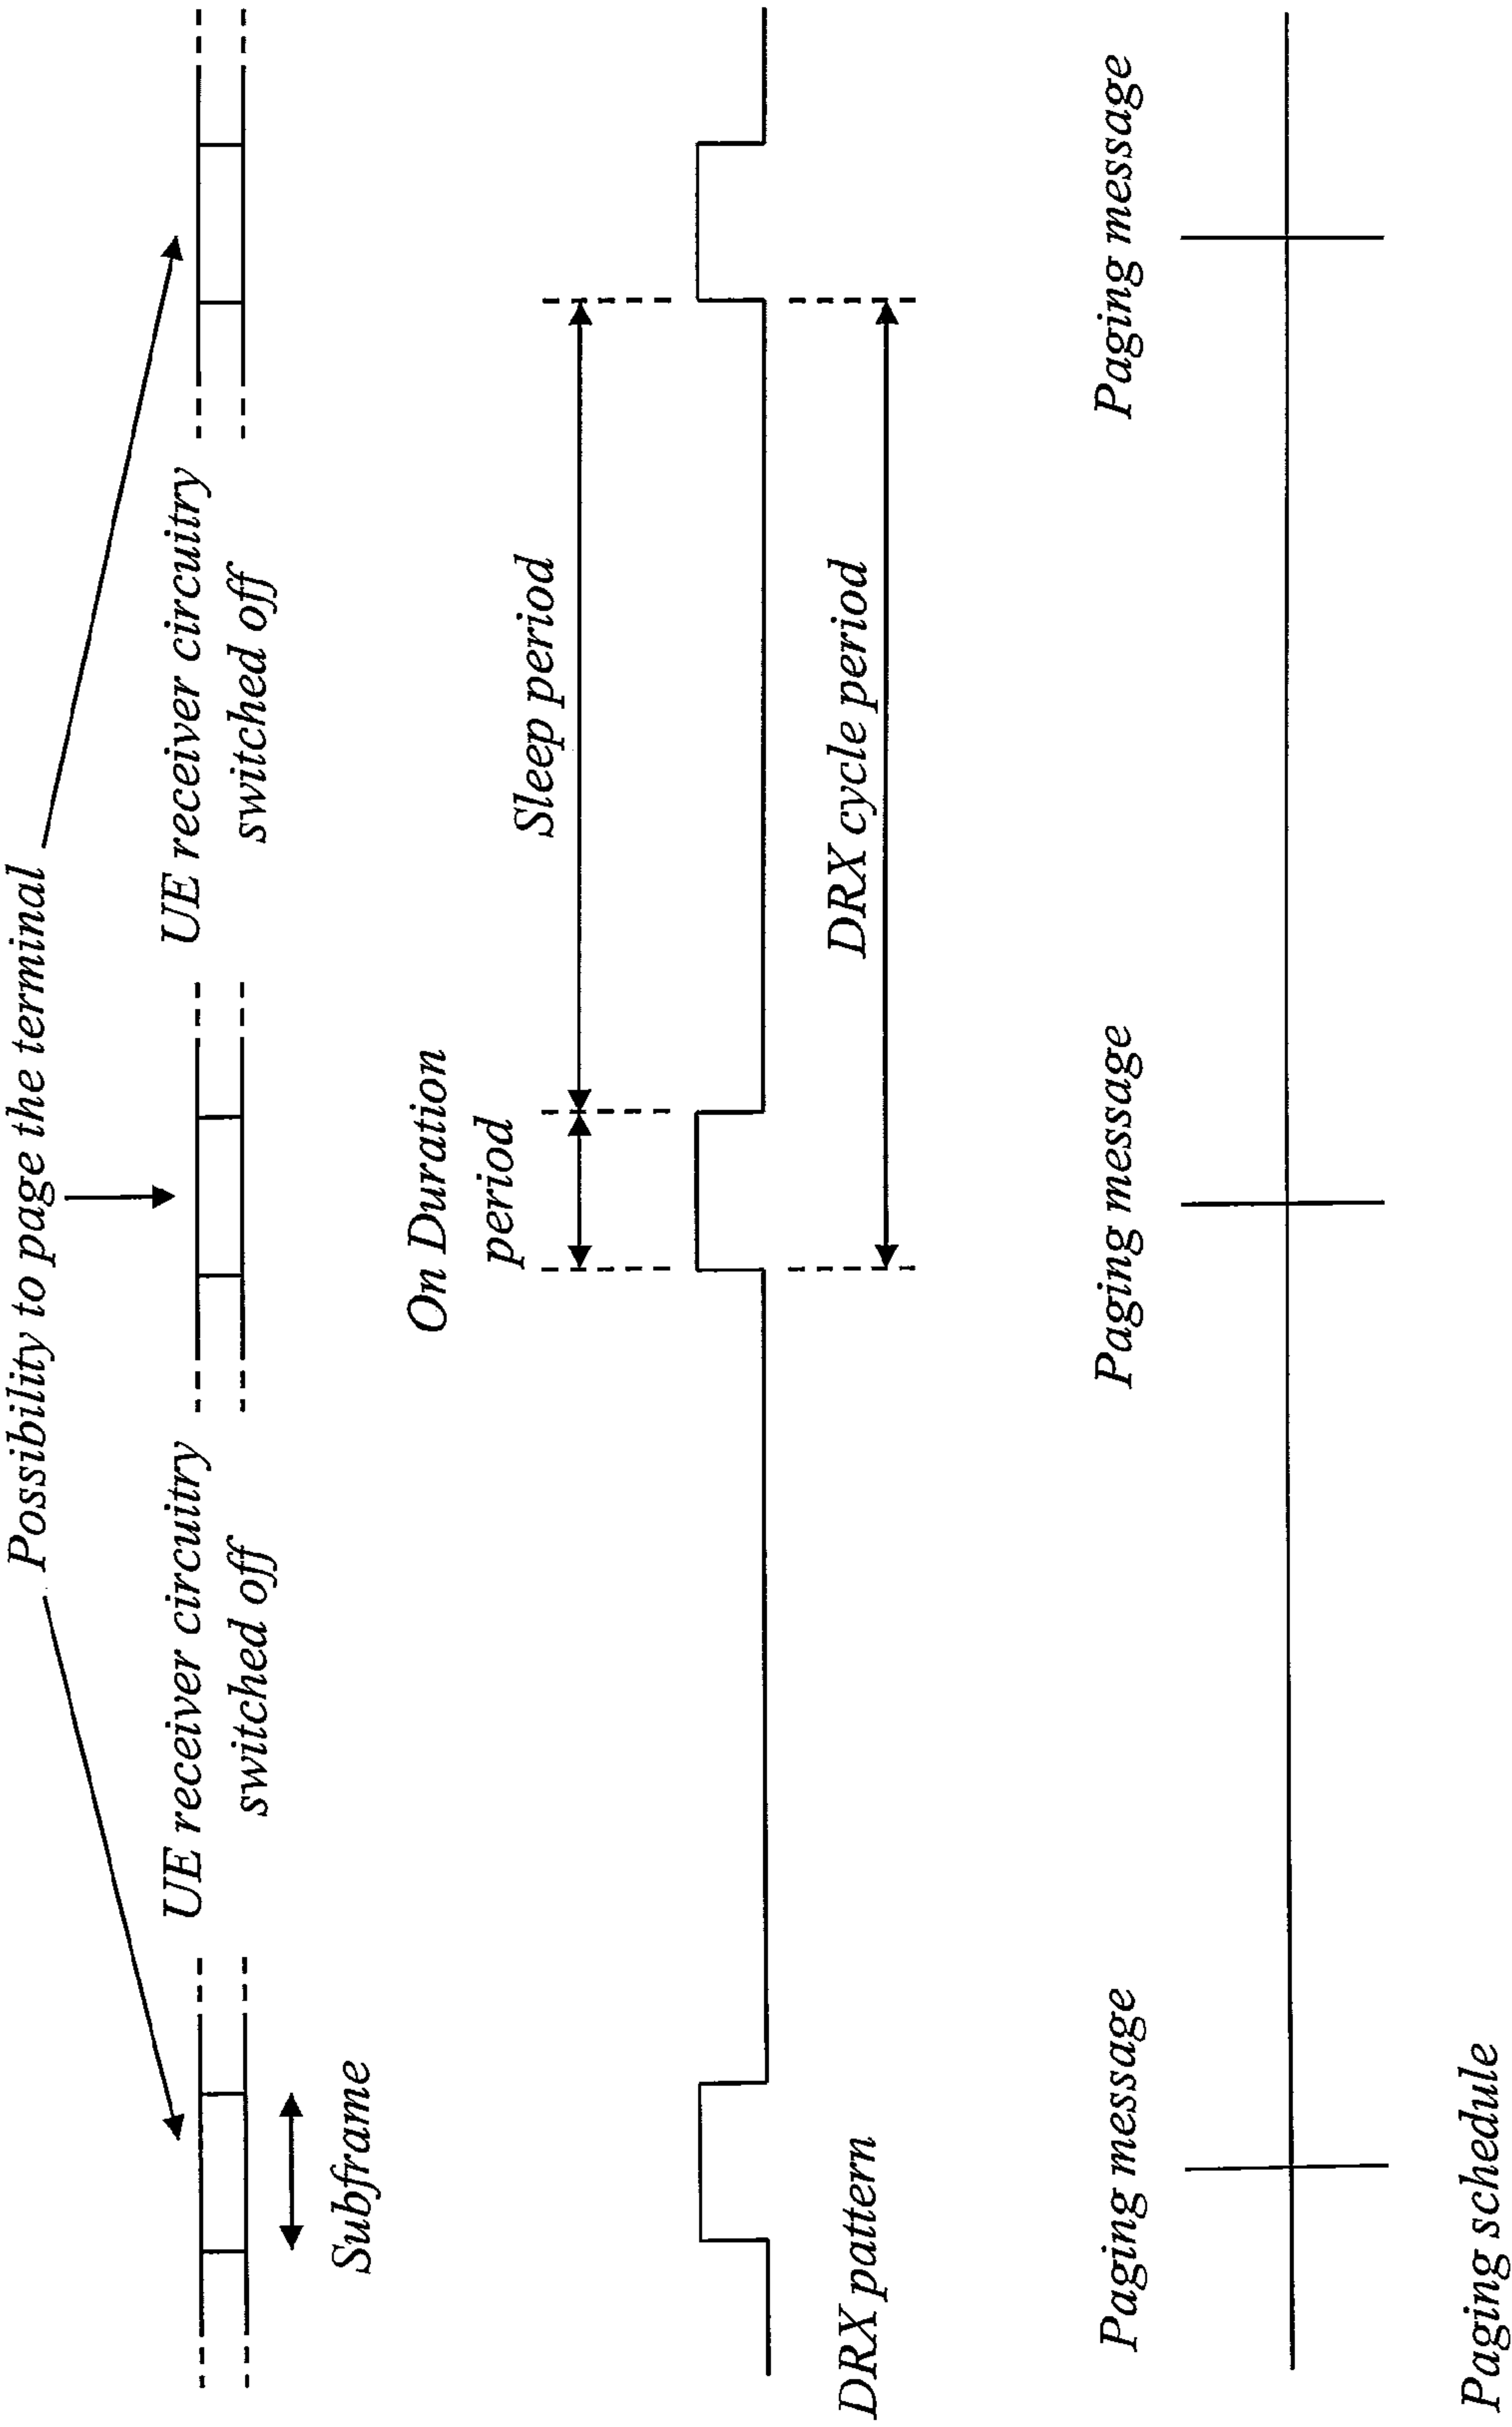 Possibility to page the terminal
UE receiver circuitry
switched off
UE receiver circuitry
switched off
Subframe
On Duration
period
Sleep period
DRX cycle period
DRX pattern
Paging message
Paging message
Paging message
Paging schedule